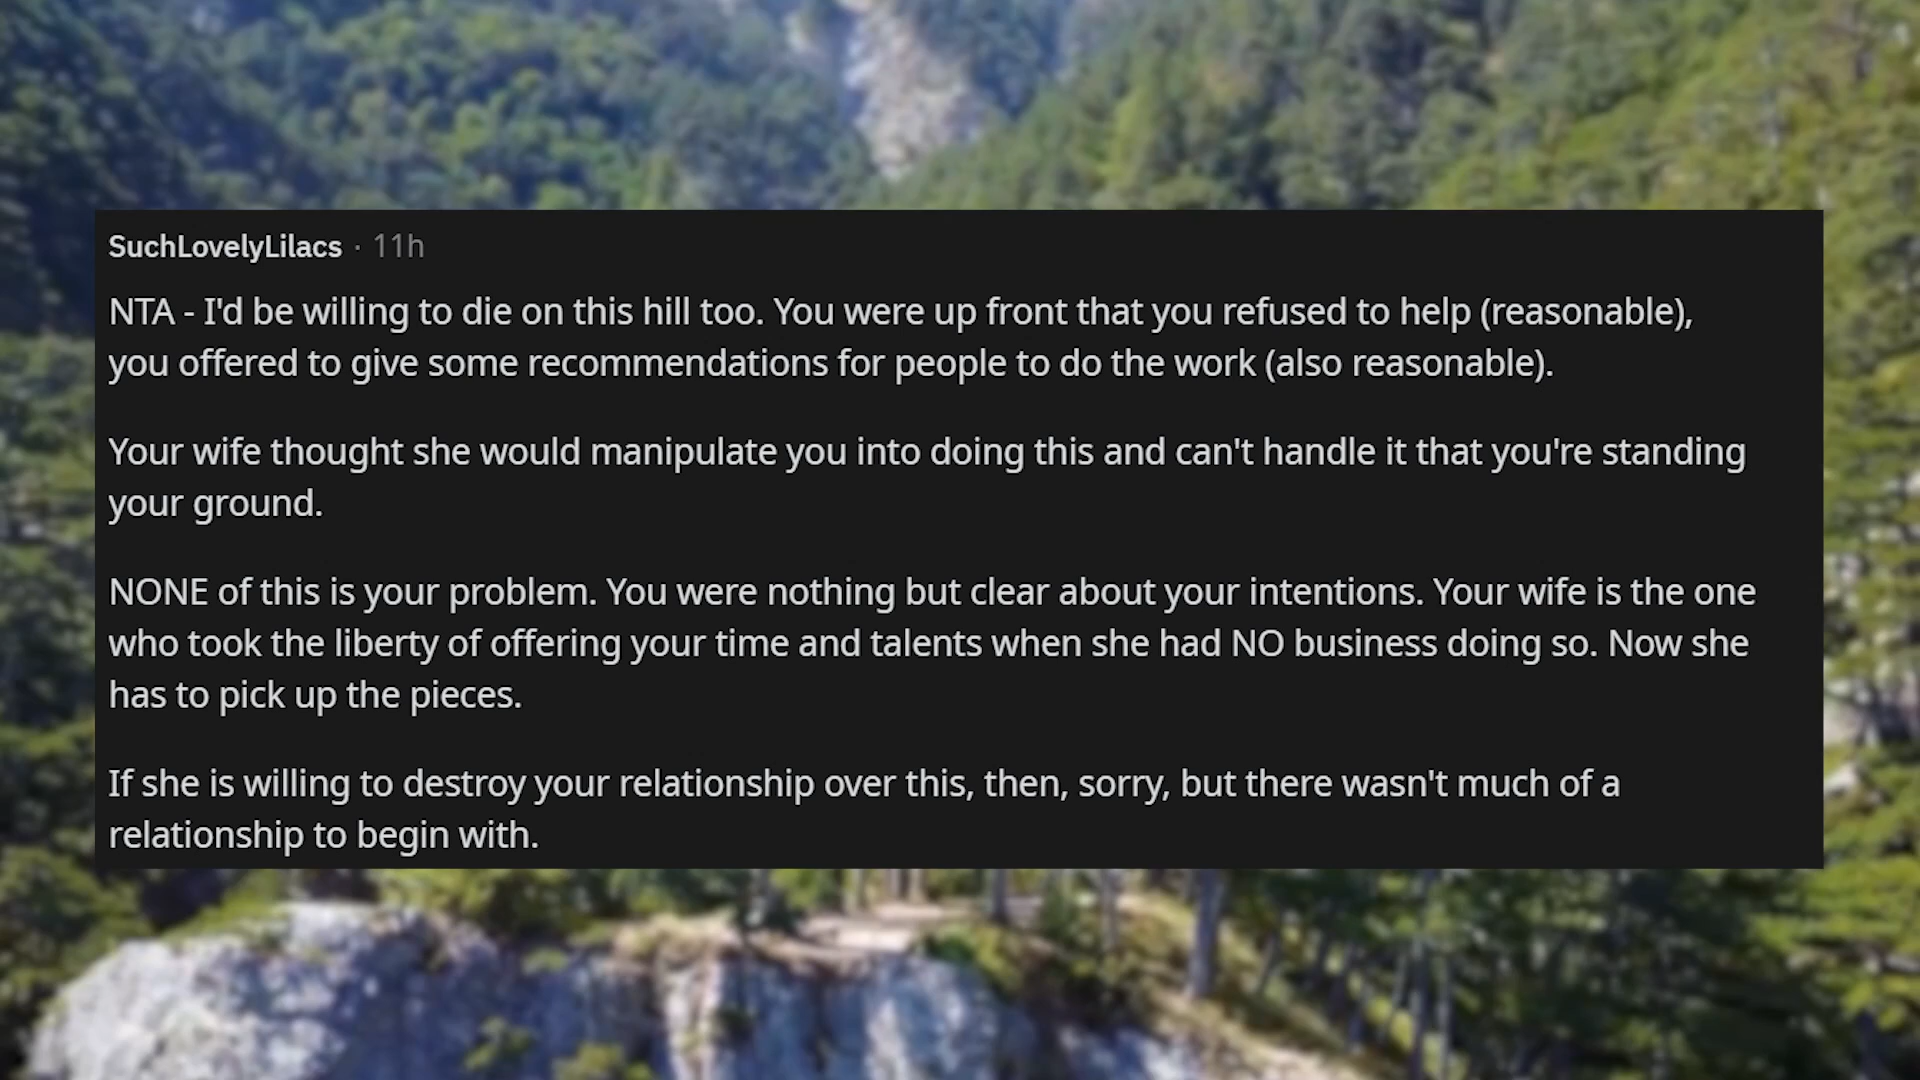 SuchLovelyLilacs · 11h
NTA - I'd be willing to die on this hill too. You were up front that you refused to help (reasonable),
you offered to give some recommendations for people to do the work (also reasonable).
Your wife thought she would manipulate you into doing this and can't handle it that you're standing
your ground.
NONE of this is your problem. You were nothing but clear about your intentions. Your wife is the one
who took the liberty of offering your time and talents when she had NO business doing so. Now she
has to pick up the pieces.
If she is willing to destroy your relationship over this, then, sorry, but there wasn't much of a
relationship to begin with.